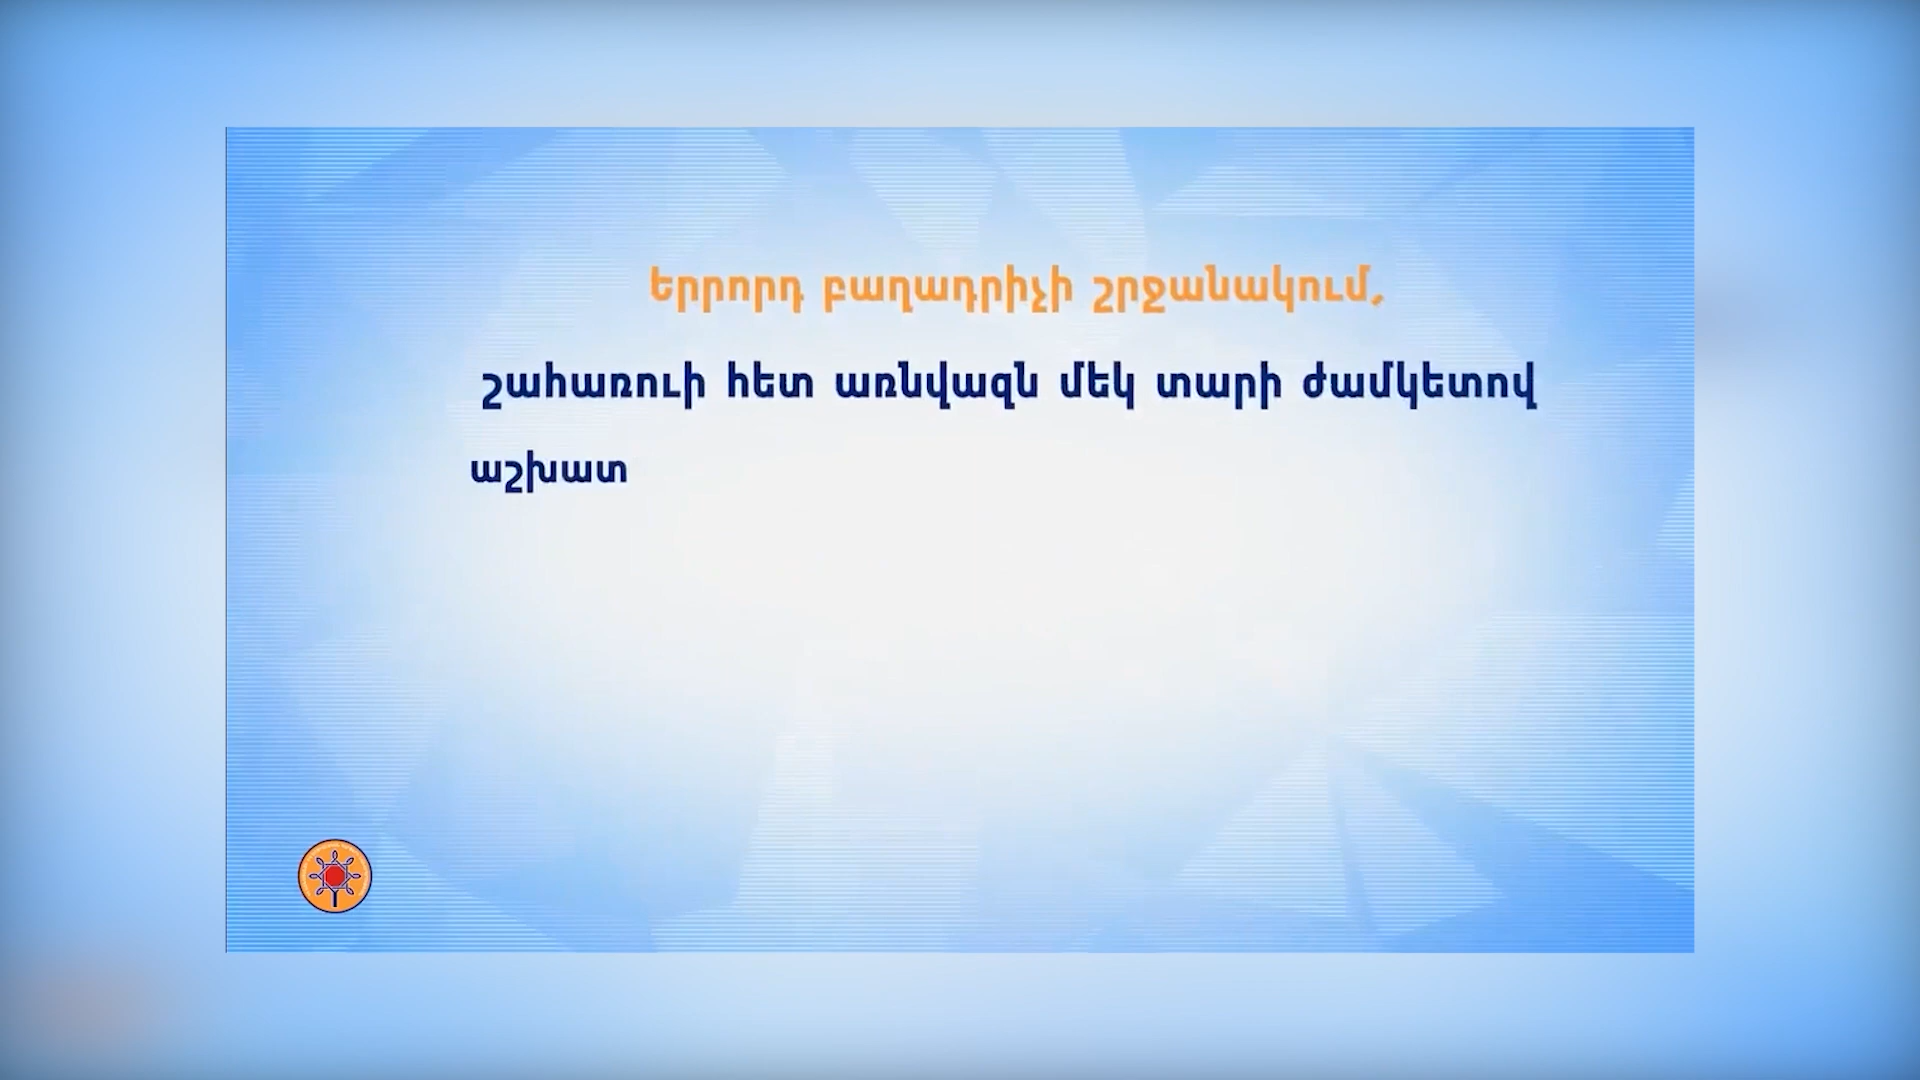 Երրորդ բաղադրիչի շրջանակում,
շահառուի հետ առնվազն մեկ տարի ժամկետով
աշխատ